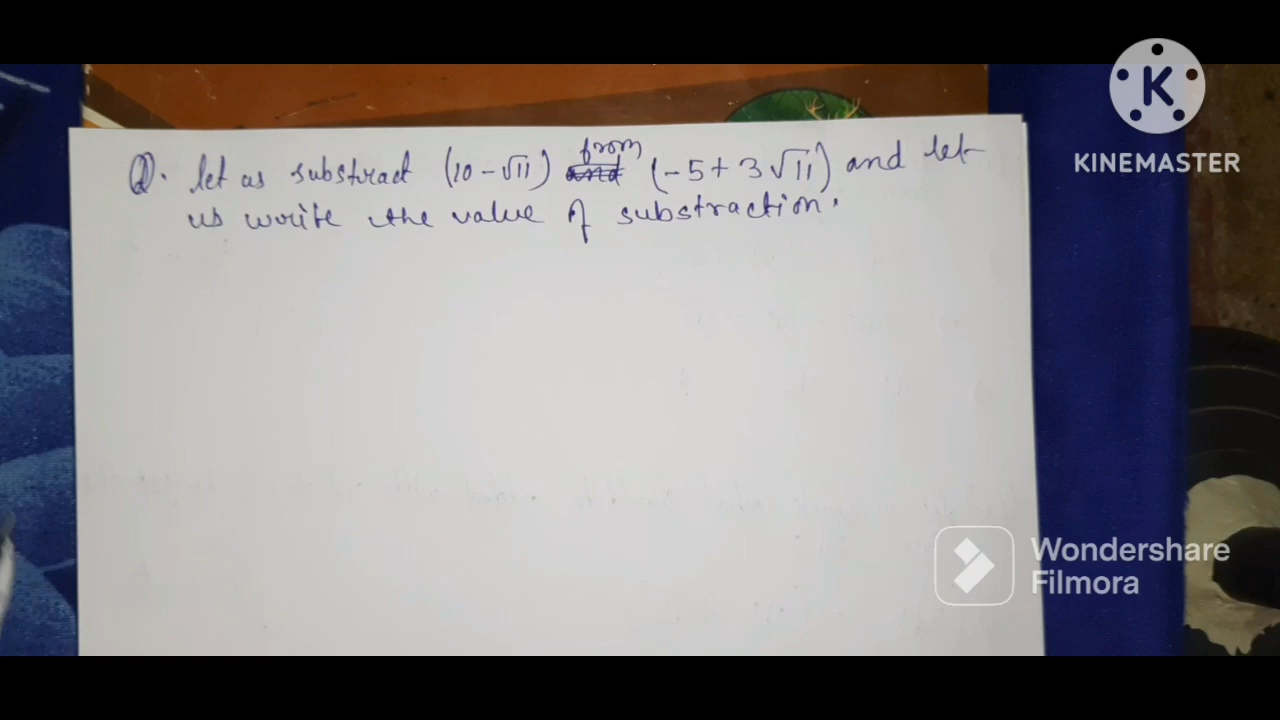 Q. let us substract (10 - √11) from (-5 + 3√11) and let
us write the value of substraction.
KINEMASTER
Wondershare
Filmora